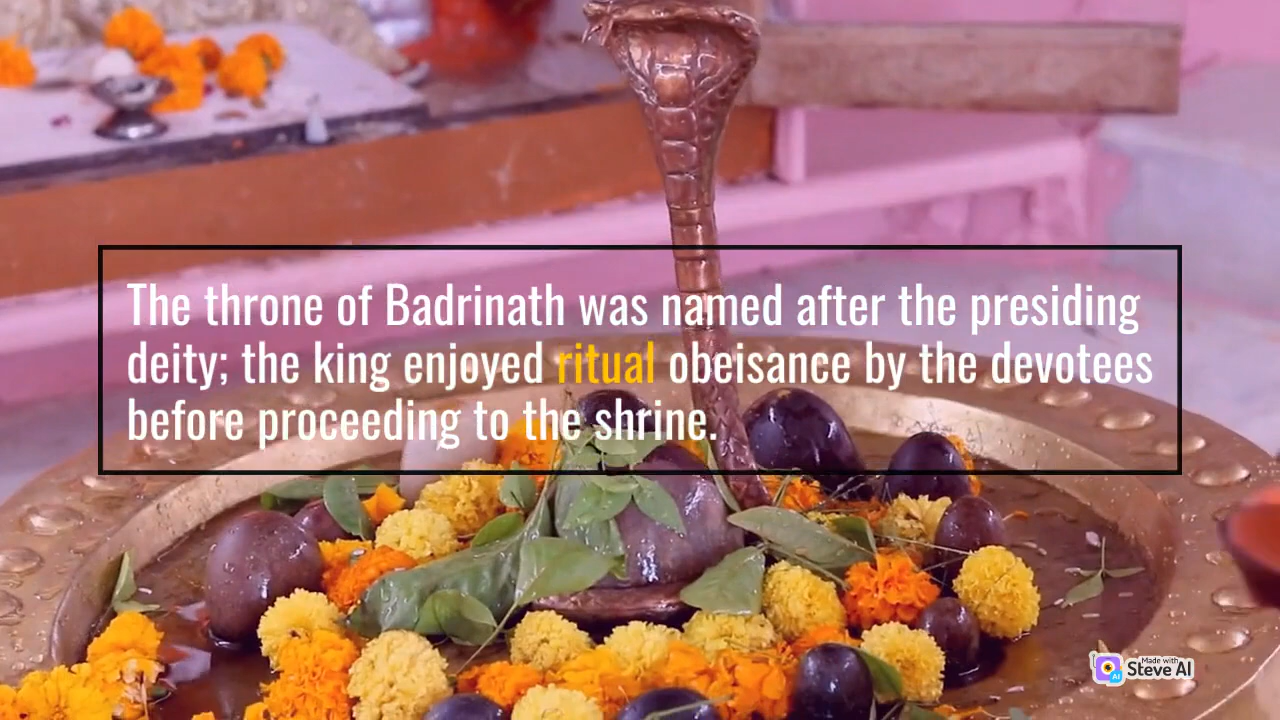 The throne of Badrinath was named after the presiding
deity; the king enjoyed ritual obeisance by the devotees
before proceeding to the shrine.
Made with
Steve AI